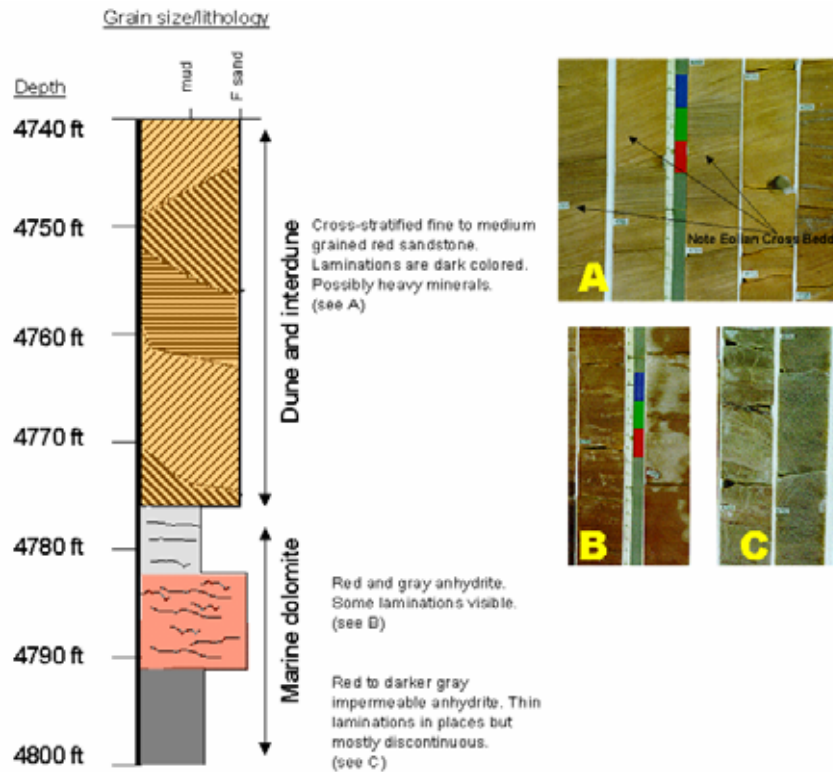 Grain size/lithology
Depth
mud
F sand
4740 ft
4750 ft
4760 ft
4770 ft
4780 ft
4790 ft
4800 ft
Dune and interdune
Marine dolomite
Cross-stratified fine to medium
grained red sandstone.
Laminations are dark colored.
Possibly heavy minerals.
(see A)
Red and gray anhydrite.
Some laminations visible.
(see B)
Red to darker gray
impermeable anhydrite. Thin
laminations in places but
mostly discontinuous.
(see C)
Note Eolian Cross Bedd
A
B
C